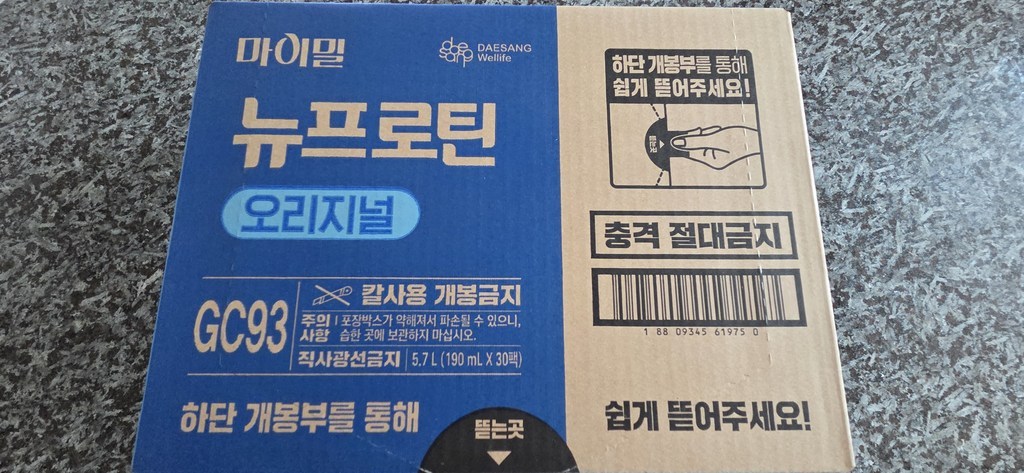 마이밀
DAESANG
Wellife
뉴프로틴
오리지널
GC93
칼사용 개봉금지
주의사항 | 포장박스가 약해져서 파손될 수 있으니,
습한 곳에 보관하지 마십시오.
직사광선금지 | 5.7 L (190 mL X 30팩)
하단 개봉부를 통해
뜯는곳
하단 개봉부를 통해
쉽게 뜯어주세요!
뜯는곳
충격 절대금지
1 88 09345 61975 0
쉽게 뜯어주세요!